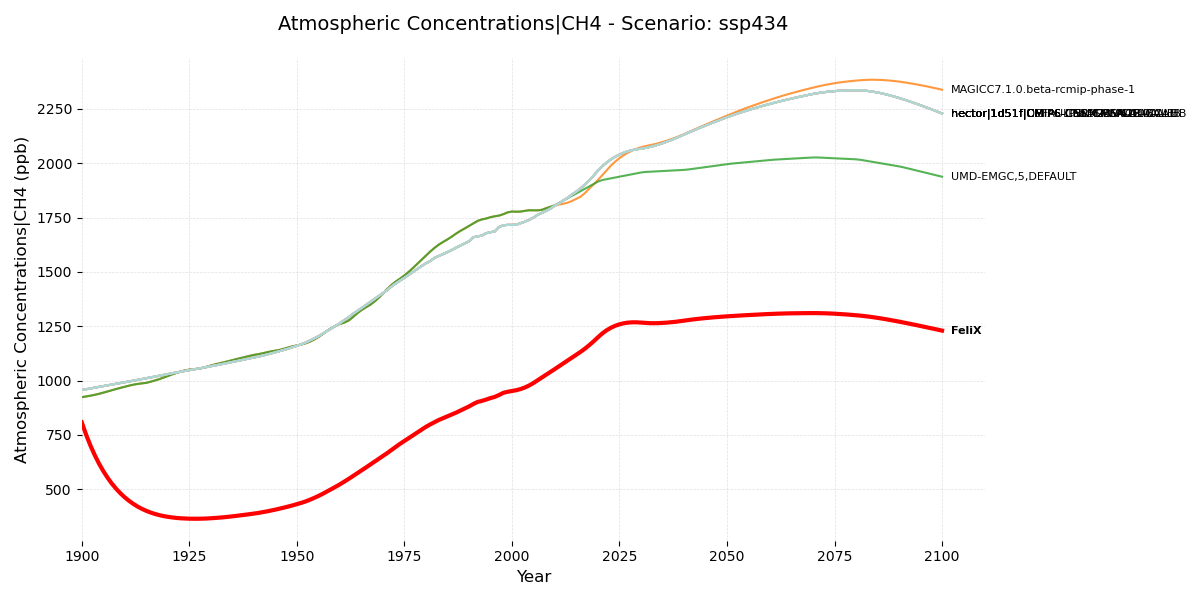 Atmospheric Concentrations|CH4 - Scenario: ssp434
Atmospheric Concentrations|CH4 (ppb)
2250
2000
1750
1500
1250
1000
750
500
1900
1925
1950
1975
2000
2025
2050
2075
2100
Year
MAGICC7.1.0.beta-rcmip-phase-1
UMD-EMGC,5,DEFAULT
FeliX